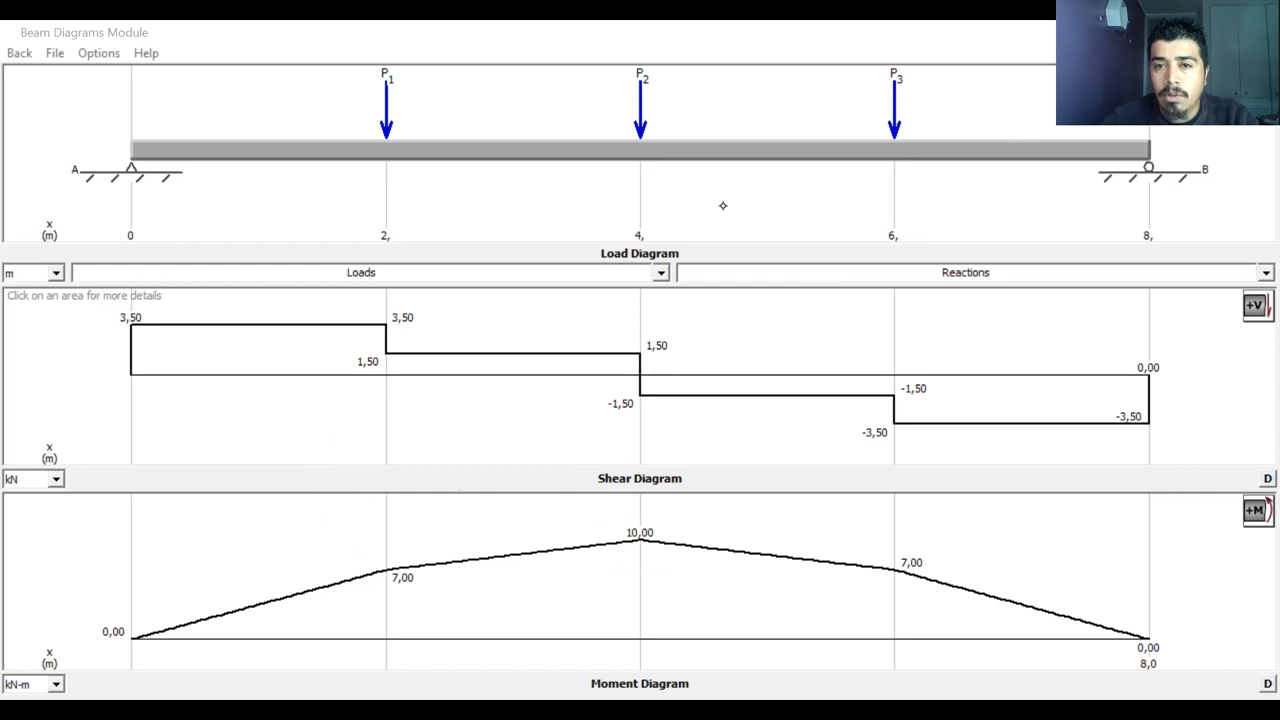 Beam Diagrams Module
Back File Options Help
P1 P2 P3
A B
x
(m) 0 2, 4, 6, 8,
Load Diagram
m Loads Reactions
Click on an area for more details
+V
3,50 3,50
1,50 1,50
-1,50 -1,50
-3,50 -3,50
0,00
x
(m)
kN Shear Diagram D
+M
0,00 7,00 10,00 7,00 0,00
x
(m) 8,0
kN-m Moment Diagram D